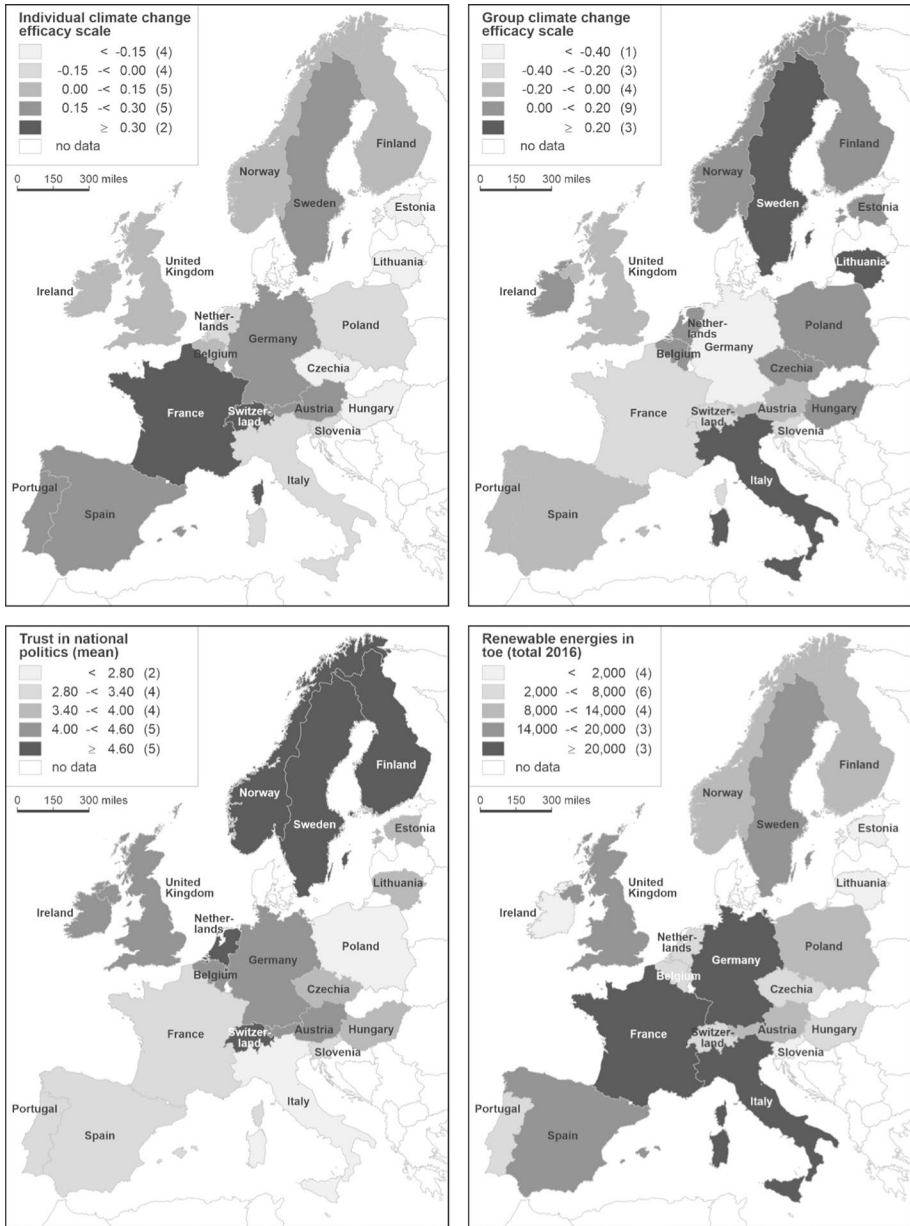 Individual climate change
efficacy scale
< -0.15 (4)
-0.15 -< 0.00 (4)
0.00 -< 0.15 (5)
0.15 -< 0.30 (5)
≥ 0.30 (2)
no data
0 150 300 miles
Finland
Norway
Sweden
Estonia
Lithuania
United
Kingdom
Ireland
Nether-
lands
Poland
Germany
Belgium
Czechia
France
Switzer-
land
Austria
Hungary
Slovenia
Italy
Portugal
Spain
Group climate change
efficacy scale
< -0.40 (1)
-0.40 -< -0.20 (3)
-0.20 -< 0.00 (4)
0.00 -< 0.20 (9)
≥ 0.20 (3)
no data
0 150 300 miles
Finland
Norway
Sweden
Estonia
Lithuania
United
Kingdom
Ireland
Nether-
lands
Poland
Germany
Belgium
Czechia
France
Switzer-
land
Austria
Hungary
Slovenia
Italy
Portugal
Spain
Trust in national
politics (mean)
< 2.80 (2)
2.80 -< 3.40 (4)
3.40 -< 4.00 (4)
4.00 -< 4.60 (5)
≥ 4.60 (5)
no data
0 150 300 miles
Finland
Norway
Sweden
Estonia
Lithuania
United
Kingdom
Ireland
Nether-
lands
Poland
Germany
Belgium
Czechia
France
Switzer-
land
Austria
Hungary
Slovenia
Italy
Portugal
Spain
Renewable energies in
toe (total 2016)
< 2,000 (4)
2,000 -< 8,000 (6)
8,000 -< 14,000 (4)
14,000 -< 20,000 (3)
≥ 20,000 (3)
no data
0 150 300 miles
Finland
Norway
Sweden
Estonia
Lithuania
United
Kingdom
Ireland
Nether-
lands
Poland
Germany
Belgium
Czechia
France
Switzer-
land
Austria
Hungary
Slovenia
Italy
Portugal
Spain